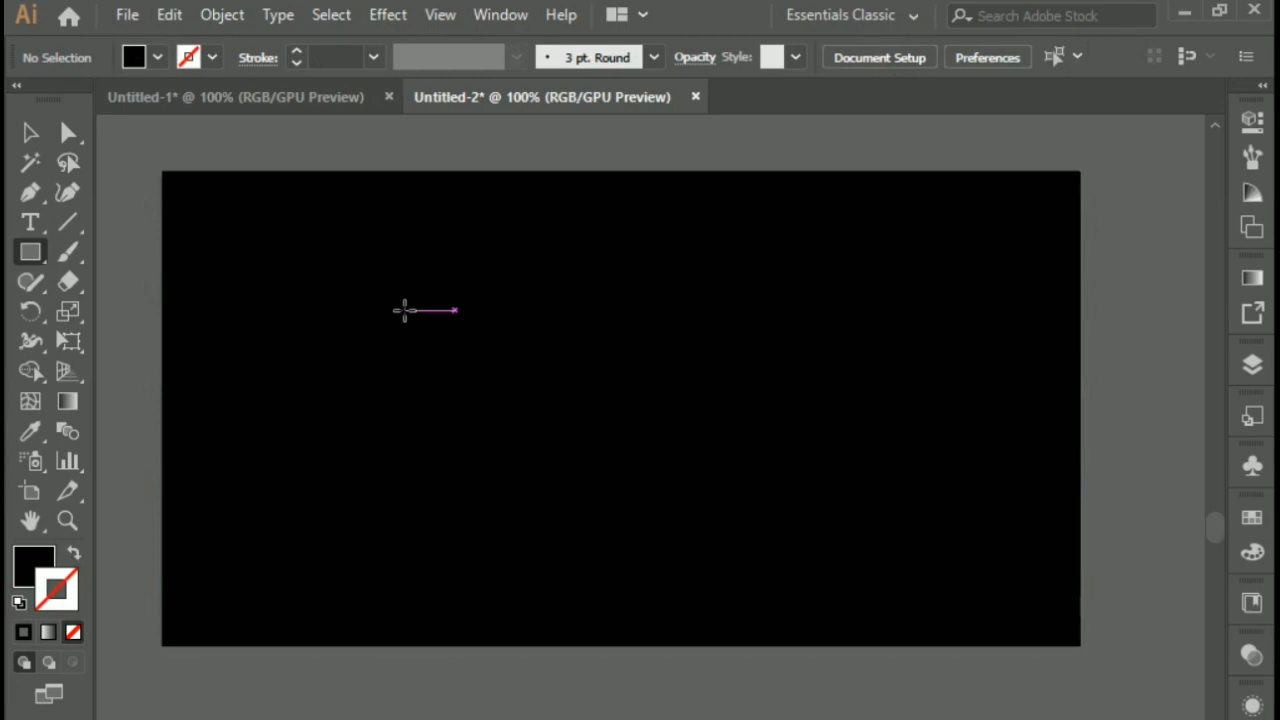 Ai File Edit Object Type Select Effect View Window Help Essentials Classic Search Adobe Stock
No Selection Stroke: 3 pt. Round Opacity Style: Document Setup Preferences
Untitled-1* @ 100% (RGB/GPU Preview) Untitled-2* @ 100% (RGB/GPU Preview)